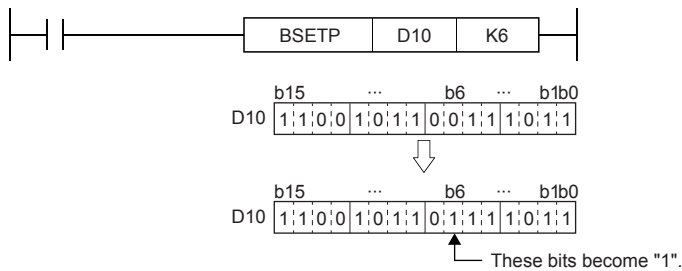 BSETP D10 K6
b15 ... b6 ... b1b0
D10 1 1 0 0 1 0 1 1 0 0 1 1 1 0 1 1
b15 ... b6 ... b1b0
D10 1 1 0 0 1 0 1 1 0 1 1 1 1 0 1 1
These bits become "1".